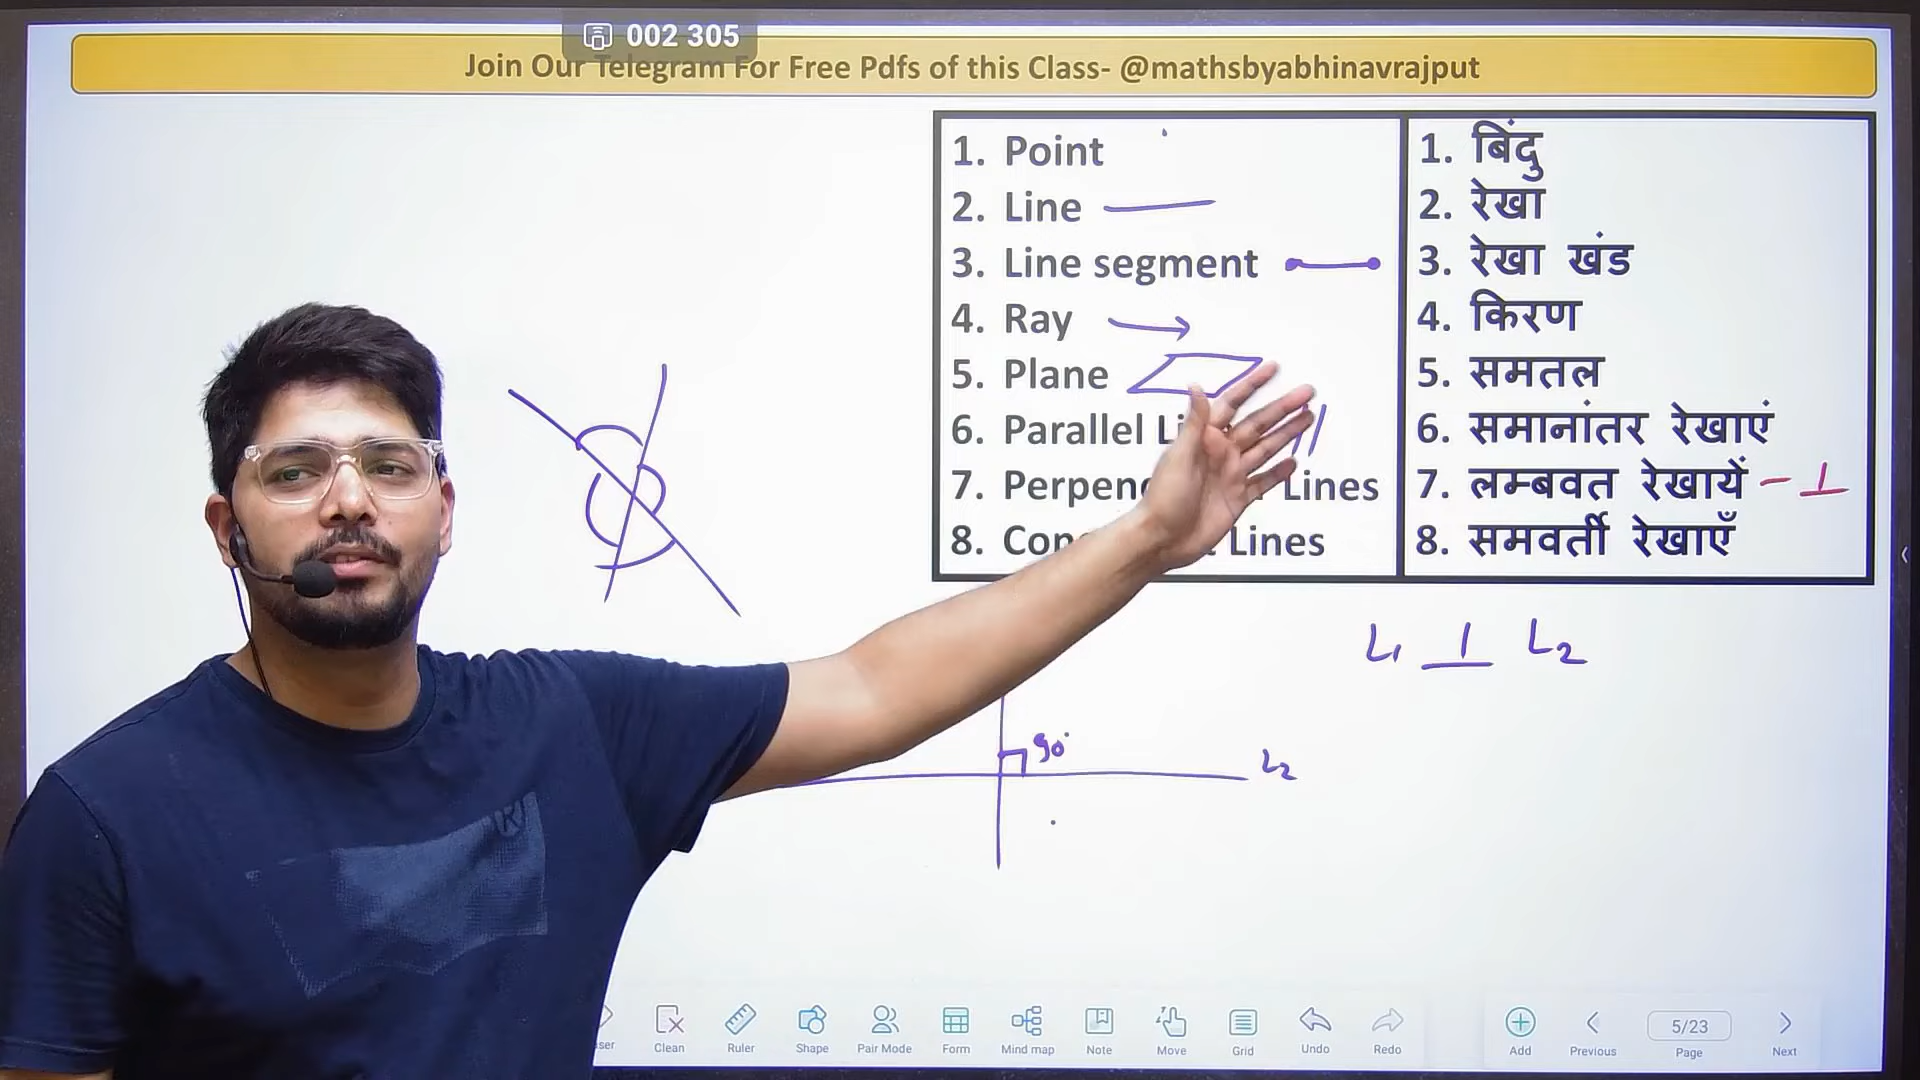 002 305
Join Our Telegram For Free Pdfs of this Class- @mathsbyabhinavrajput
1. Point
2. Line
3. Line segment
4. Ray
5. Plane
6. Parallel
7. Lines
8. Lines
1. बिंदु
2. रेखा
3. रेखा खंड
4. किरण
5. समतल
6. समानांतर रेखाएं
7. लम्बवत रेखायें - ⊥
8. समवर्ती रेखाएँ
L₁ ⊥ L₂
90°
L₂
Clean
Ruler
Shape
Pair Mode
Form
Mind map
Note
Move
Grid
Undo
Redo
Add
Previous
5/23
Page
Next